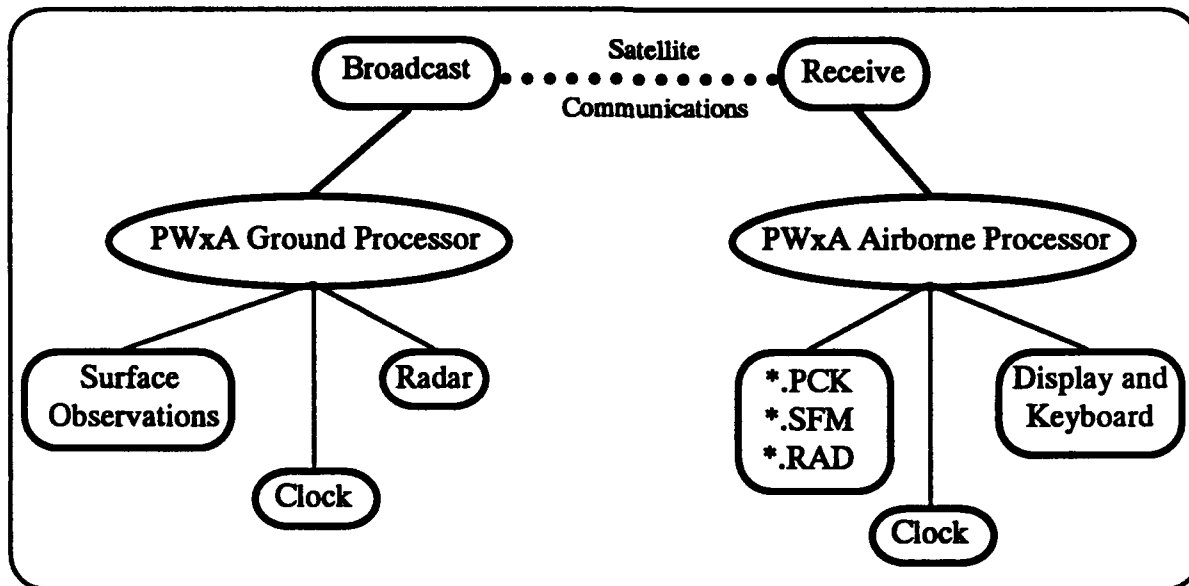 Broadcast
Satellite
Communications
Receive
PWxA Ground Processor
PWxA Airborne Processor
Surface
Observations
Radar
Clock
*.PCK
*.SFM
*.RAD
Display and
Keyboard
Clock